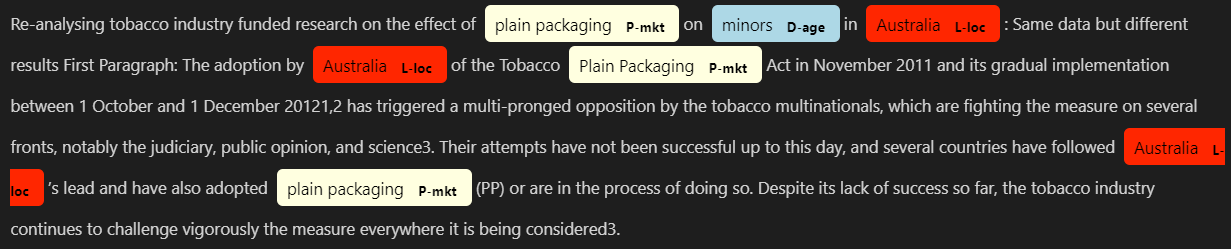 Re-analysing tobacco industry funded research on the effect of plain packaging P-mkt on minors D-age in Australia L-loc : Same data but different
results First Paragraph: The adoption by Australia L-loc of the Tobacco Plain Packaging P-mkt Act in November 2011 and its gradual implementation
between 1 October and 1 December 20121,2 has triggered a multi-pronged opposition by the tobacco multinationals, which are fighting the measure on several
fronts, notably the judiciary, public opinion, and science3. Their attempts have not been successful up to this day, and several countries have followed Australia L-
loc 's lead and have also adopted plain packaging P-mkt (PP) or are in the process of doing so. Despite its lack of success so far, the tobacco industry
continues to challenge vigorously the measure everywhere it is being considered3.